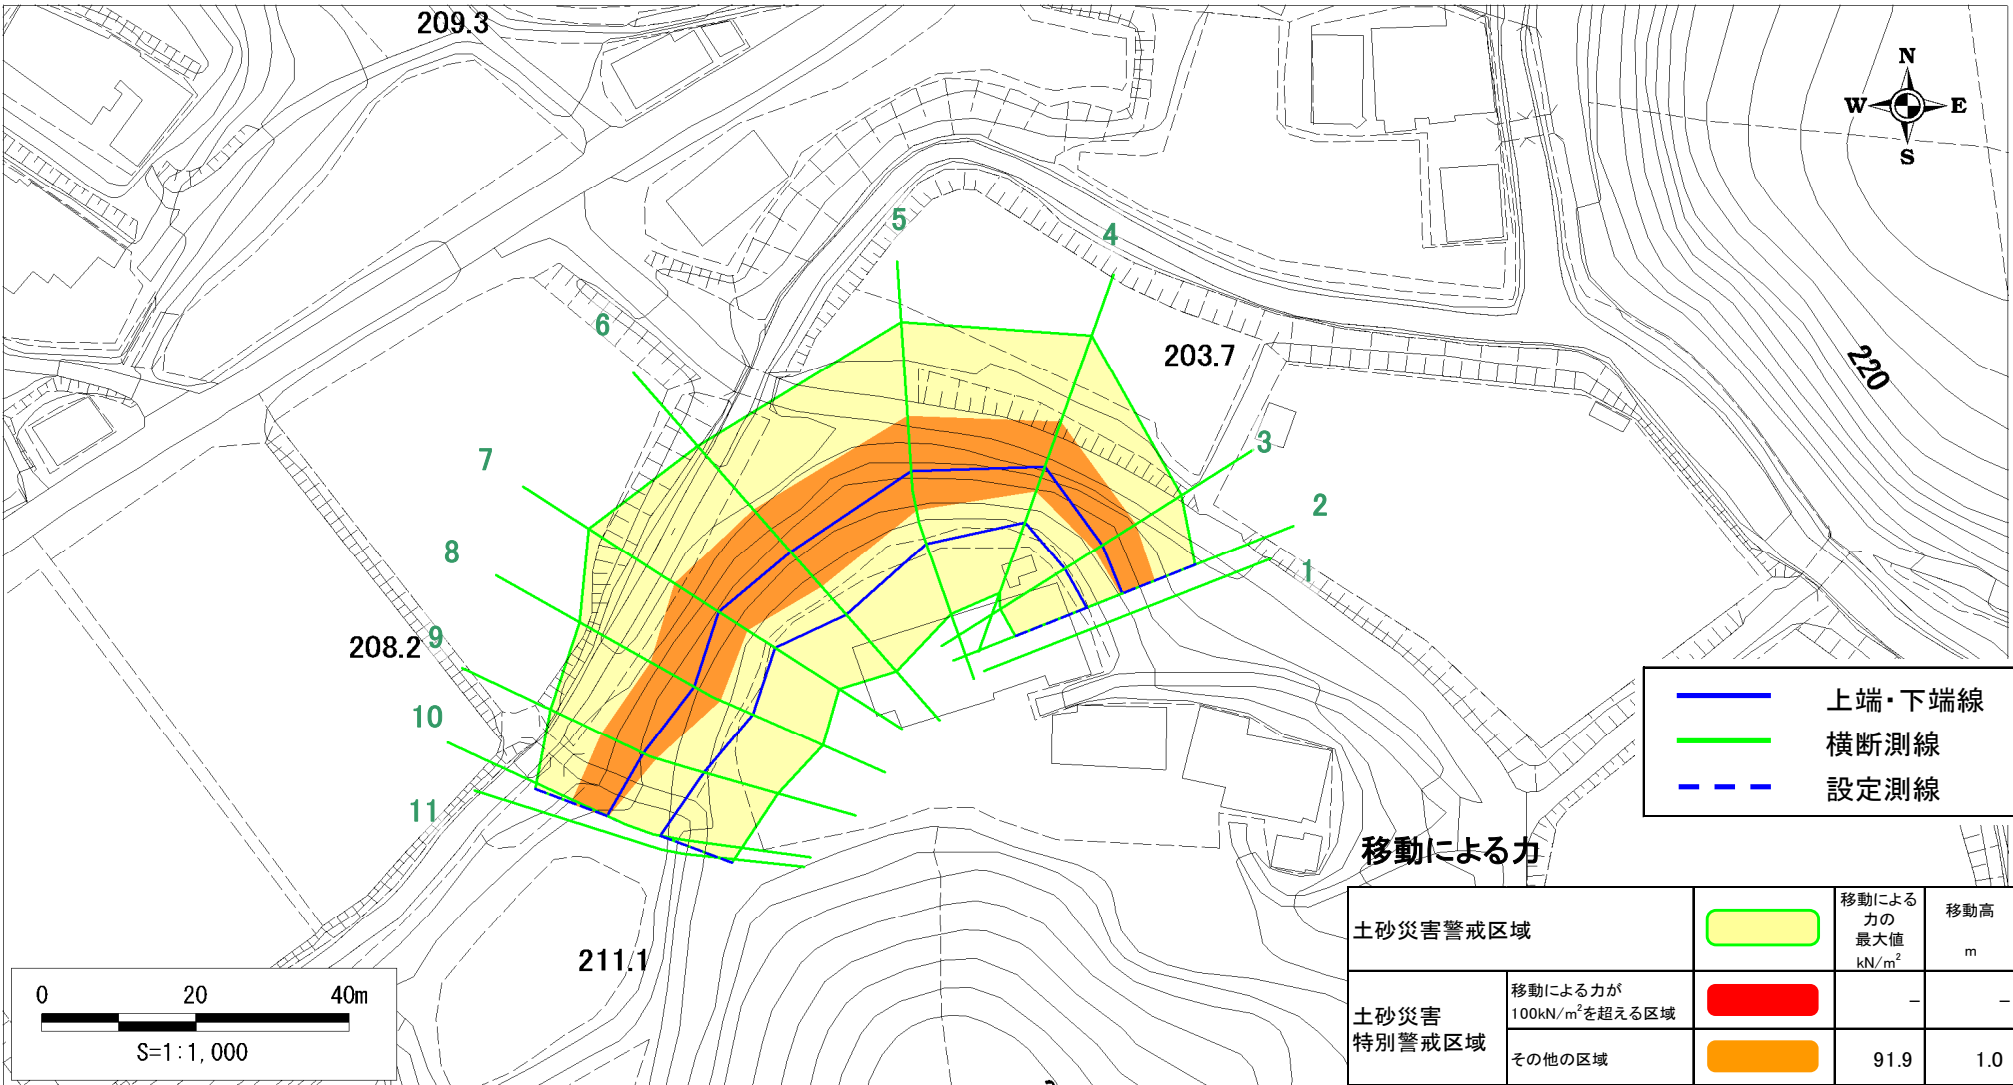 209.3
N
W E
S
5
4
6
203.7
220
3
7
2
8
1
208.2
9
10
11
上端・下端線
横断測線
設定測線
211.1
0 20 40m
S=1:1,000
移動による力
土砂災害警戒区域
移動による
力の
最大値
kN/m²
移動高
m
土砂災害
特別警戒区域
移動による力が
100kN/m²を超える区域
－ －
その他の区域
91.9 1.0